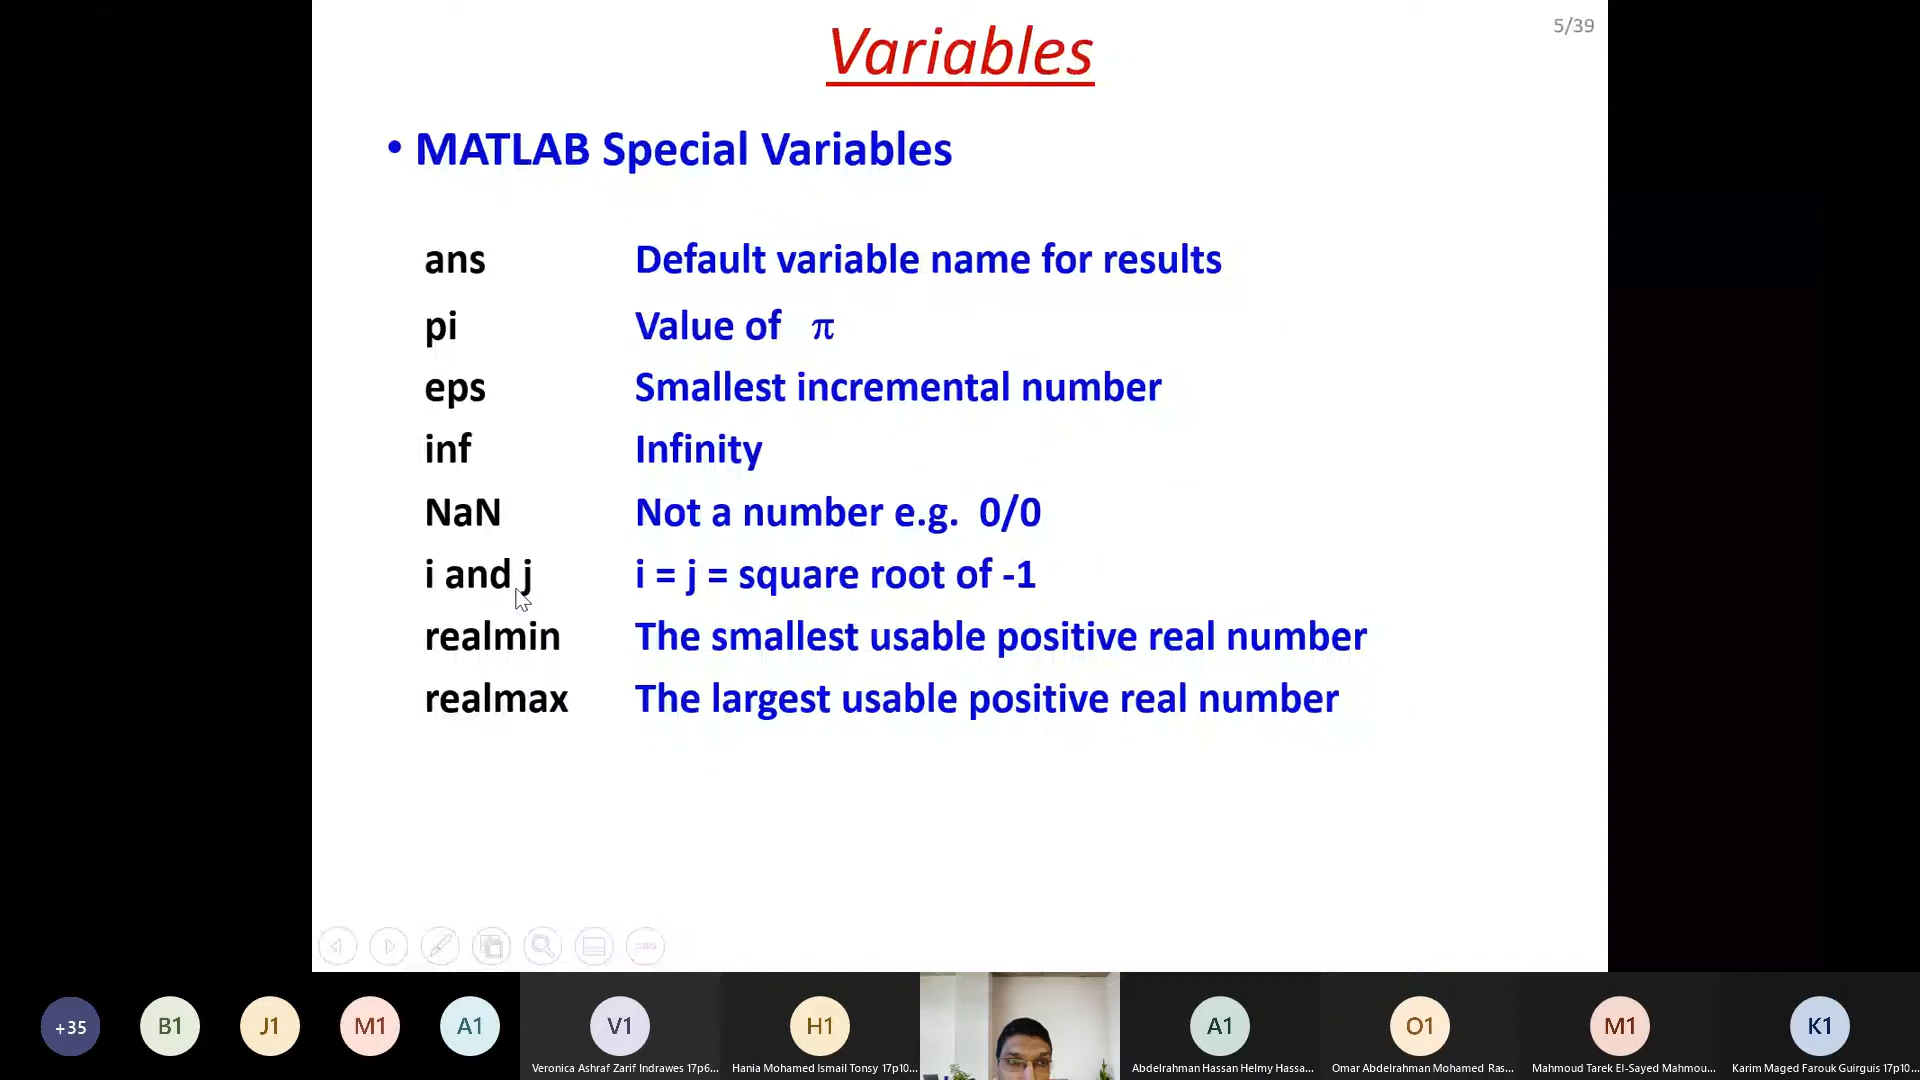 Variables
5/39
• MATLAB Special Variables
ans Default variable name for results
pi Value of π
eps Smallest incremental number
inf Infinity
NaN Not a number e.g. 0/0
i and j i = j = square root of -1
realmin The smallest usable positive real number
realmax The largest usable positive real number
+35 B1 J1 M1 A1 V1 H1 A1 O1 M1 K1
Veronica Ashraf Zarif Indrawes 17p6... Hania Mohamed Ismail Tonsy 17p10... Abdelrahman Hassan Helmy Hassa... Omar Abdelrahman Mohamed Ras... Mahmoud Tarek El-Sayed Mahmou... Karim Maged Farouk Guirguis 17p10...